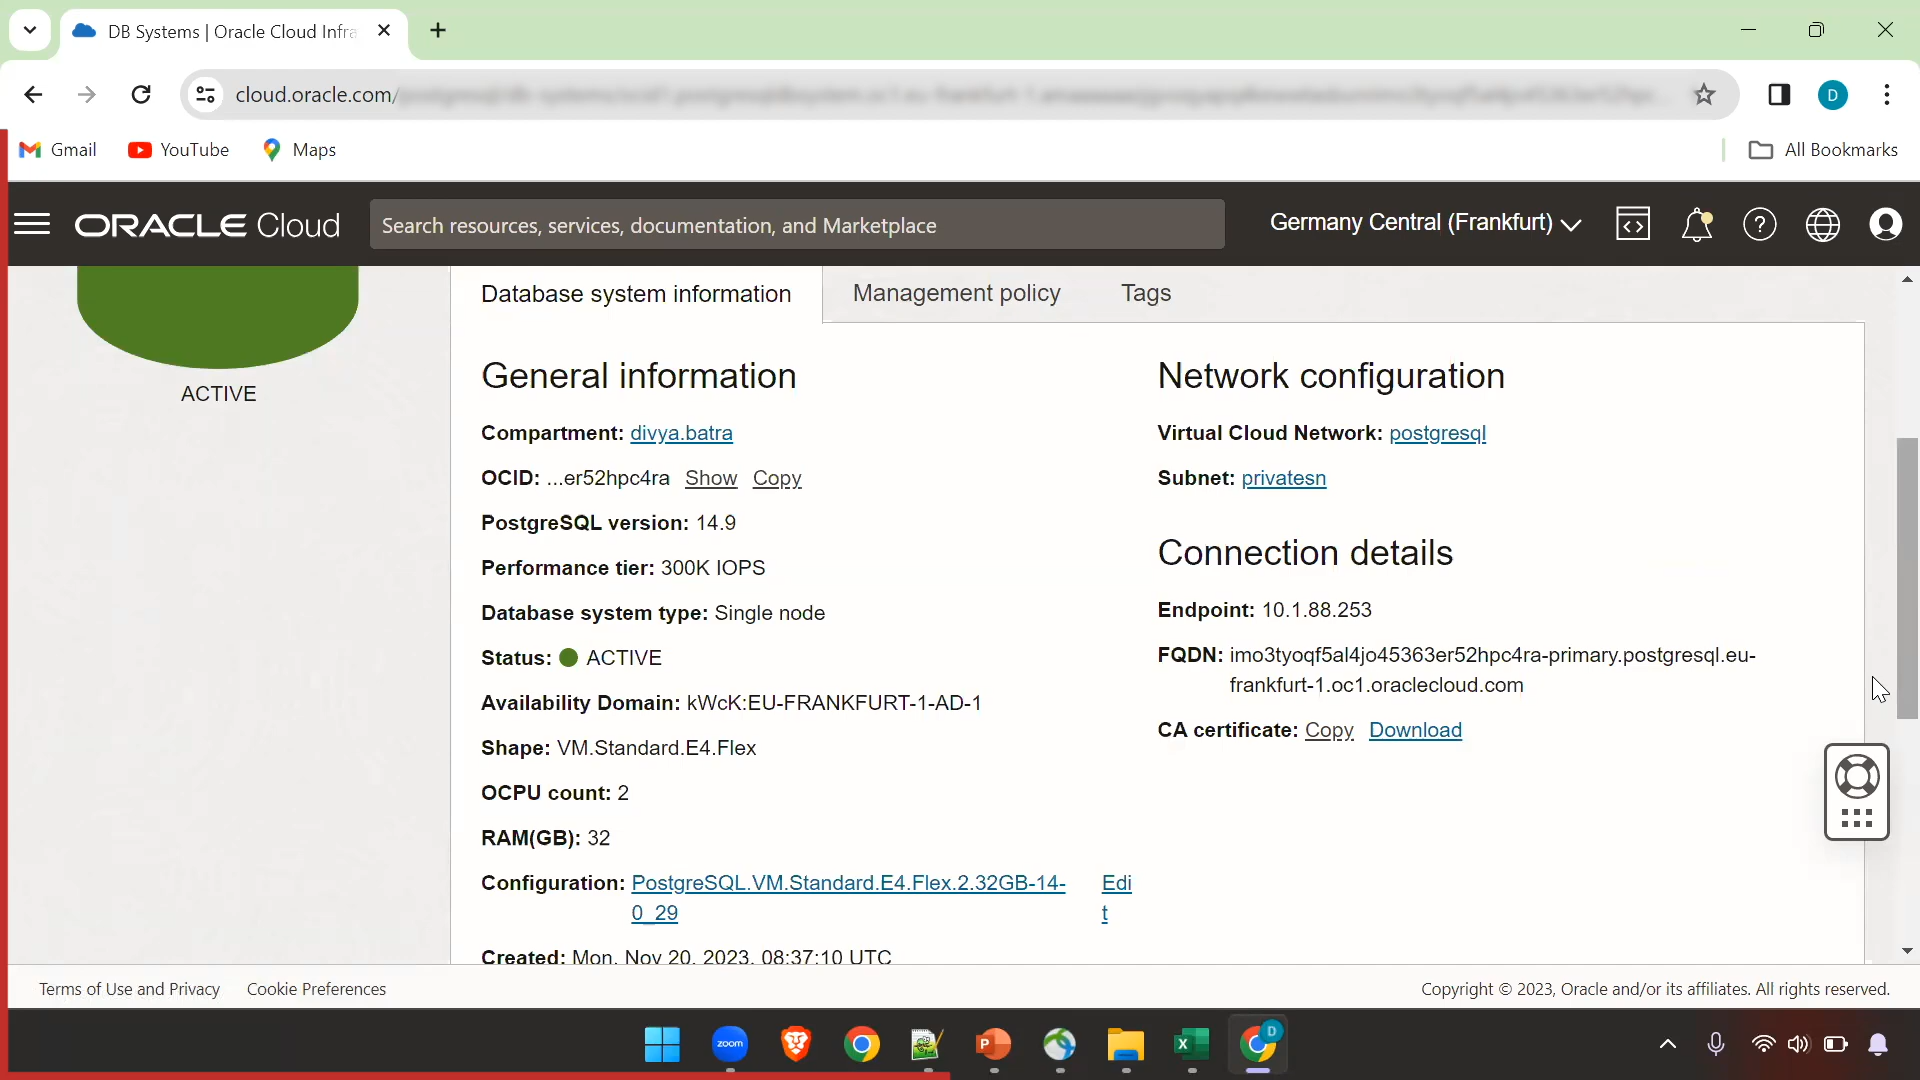 DB Systems | Oracle Cloud Infra
cloud.oracle.com/
Gmail
YouTube
Maps
All Bookmarks
ORACLE Cloud
Search resources, services, documentation, and Marketplace
Germany Central (Frankfurt)
ACTIVE
Database system information
Management policy
Tags
General information
Compartment: divya.batra
OCID: ...er52hpc4ra Show Copy
PostgreSQL version: 14.9
Performance tier: 300K IOPS
Database system type: Single node
Status: ACTIVE
Availability Domain: kWcK:EU-FRANKFURT-1-AD-1
Shape: VM.Standard.E4.Flex
OCPU count: 2
RAM(GB): 32
Configuration: PostgreSQL.VM.Standard.E4.Flex.2.32GB-14- Edi
0_29 t
Created: Mon, Nov 20, 2023, 08:37:10 UTC
Network configuration
Virtual Cloud Network: postgresql
Subnet: privatesn
Connection details
Endpoint: 10.1.88.253
FQDN: imo3tyoqf5al4jo45363er52hpc4ra-primary.postgresql.eu-
frankfurt-1.oc1.oraclecloud.com
CA certificate: Copy Download
Terms of Use and Privacy
Cookie Preferences
Copyright © 2023, Oracle and/or its affiliates. All rights reserved.
zoom
D
D